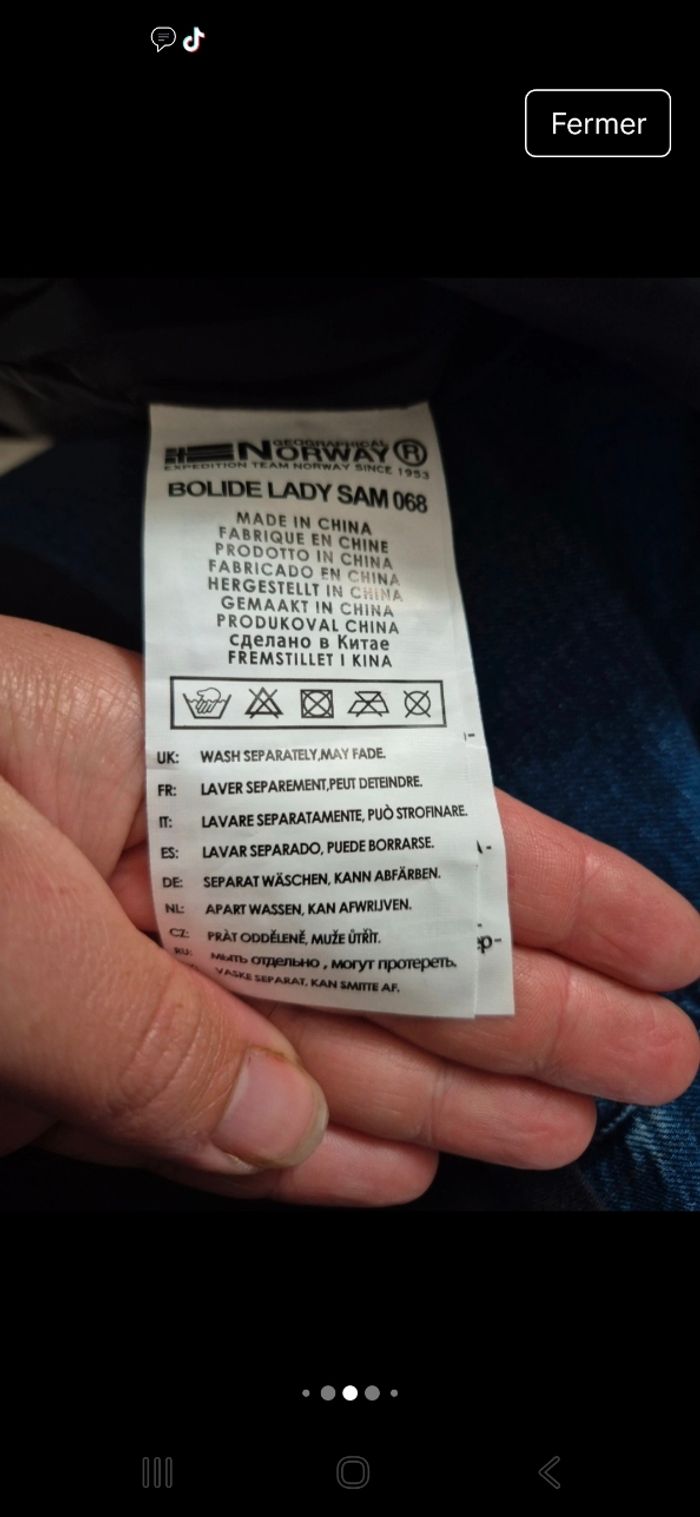 Fermer
GEOGRAPHICAL
NORWAY ®
EXPEDITION TEAM NORWAY SINCE 1953
BOLIDE LADY SAM 068
MADE IN CHINA
FABRIQUE EN CHINE
PRODOTTO IN CHINA
FABRICADO EN CHINA
HERGESTELLT IN CHINA
GEMAAKT IN CHINA
PRODUKOVAL CHINA
сделано в Китае
FREMSTILLET I KINA
UK: WASH SEPARATELY,MAY FADE.
FR: LAVER SEPAREMENT,PEUT DETEINDRE.
IT: LAVARE SEPARATAMENTE, PUÒ STROFINARE.
ES: LAVAR SEPARADO, PUEDE BORRARSE.
DE: SEPARAT WÄSCHEN, KANN ABFÄRBEN.
NL: APART WASSEN, KAN AFWRIJVEN.
CZ: PRÀT ODDĚLENĚ, MUŽE ŮTŘÍT.
RU: мыть отдельно , могут протереть.
VASKE SEPARAT, KAN SMITTE AF.